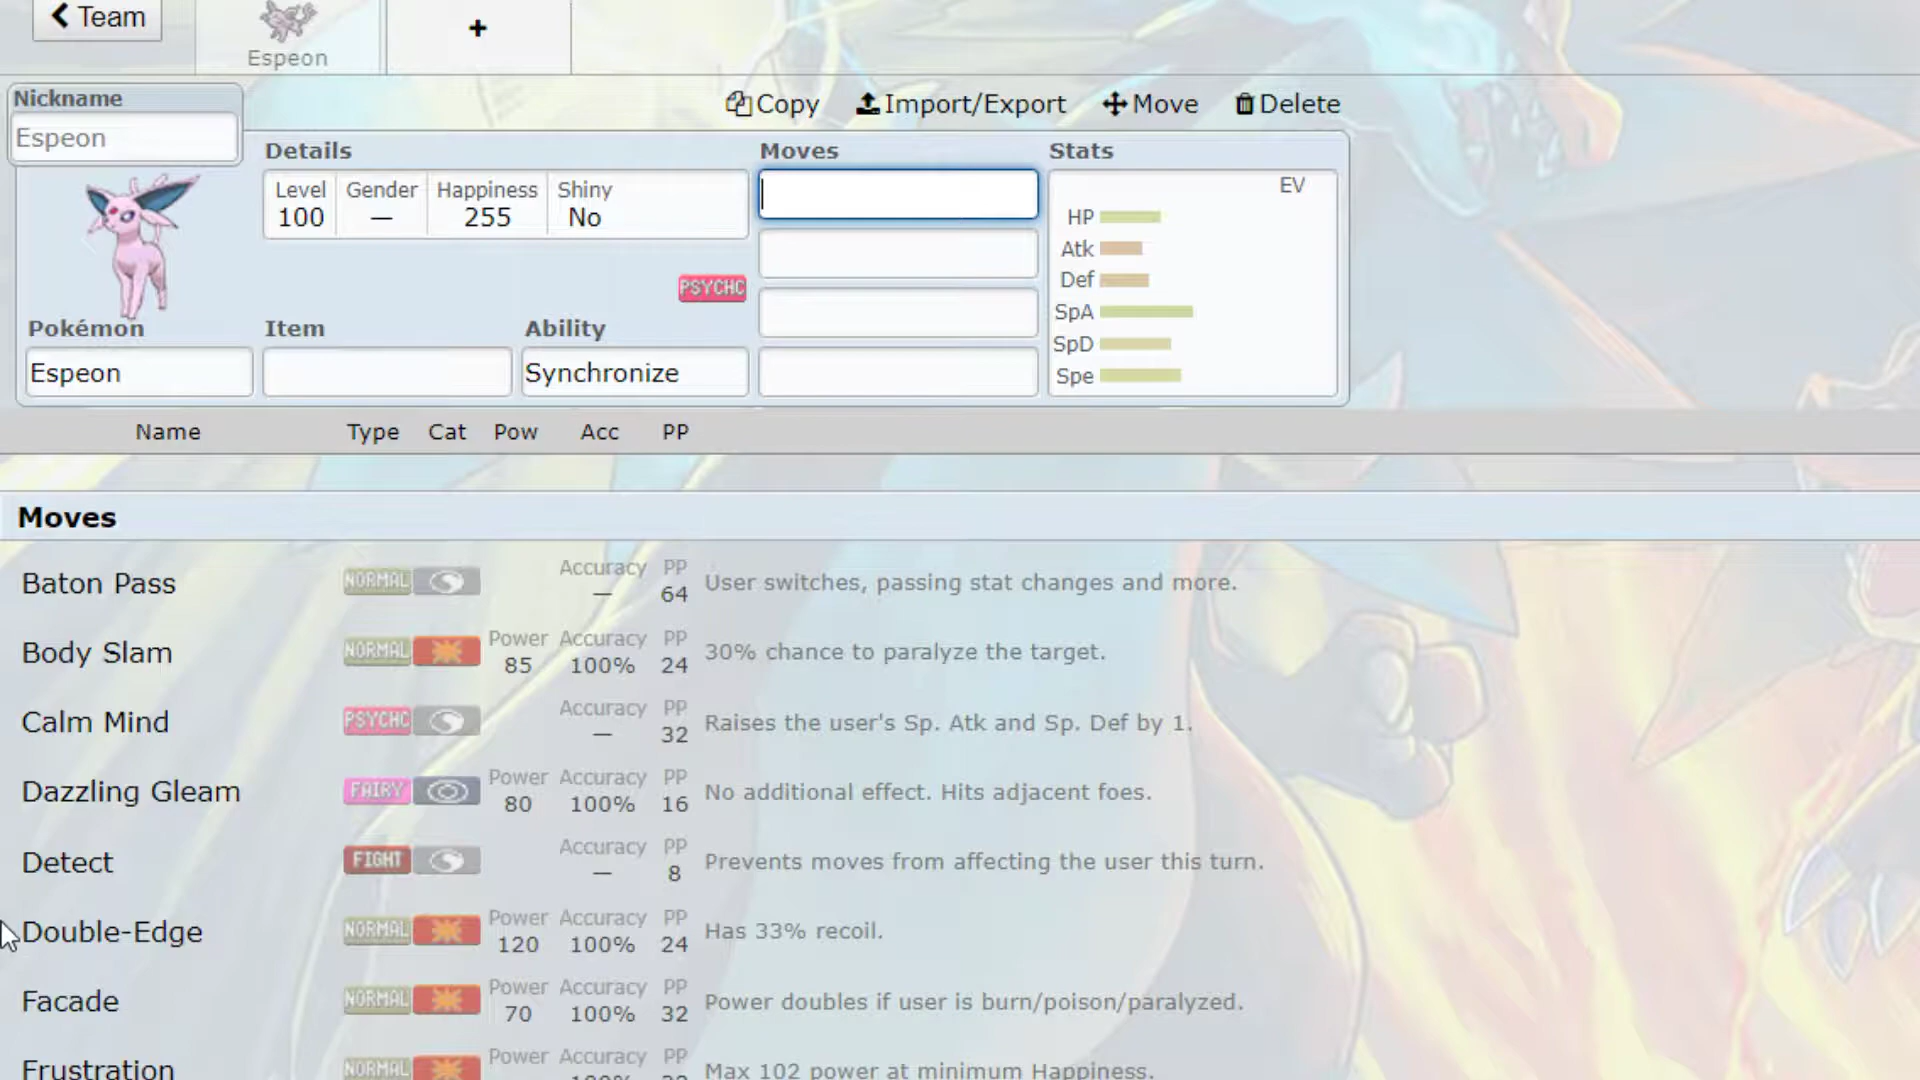 Team
Espeon
+
Nickname
Espeon
Copy Import/Export Move Delete
Details Moves Stats
Level Gender Happiness Shiny
100 — 255 No
EV
HP
Atk
Def
SpA
SpD
Spe
PSYCHC
Pokémon Item Ability
Espeon Synchronize
Name Type Cat Pow Acc PP
Moves
Baton Pass NORMAL Accuracy — PP 64 User switches, passing stat changes and more.
Body Slam NORMAL Power 85 Accuracy 100% PP 24 30% chance to paralyze the target.
Calm Mind PSYCHC Accuracy — PP 32 Raises the user's Sp. Atk and Sp. Def by 1.
Dazzling Gleam FAIRY Power 80 Accuracy 100% PP 16 No additional effect. Hits adjacent foes.
Detect FIGHT Accuracy — PP 8 Prevents moves from affecting the user this turn.
Double-Edge NORMAL Power 120 Accuracy 100% PP 24 Has 33% recoil.
Facade NORMAL Power 70 Accuracy 100% PP 32 Power doubles if user is burn/poison/paralyzed.
Frustration NORMAL Power Accuracy 100% PP Max 102 power at minimum Happiness.